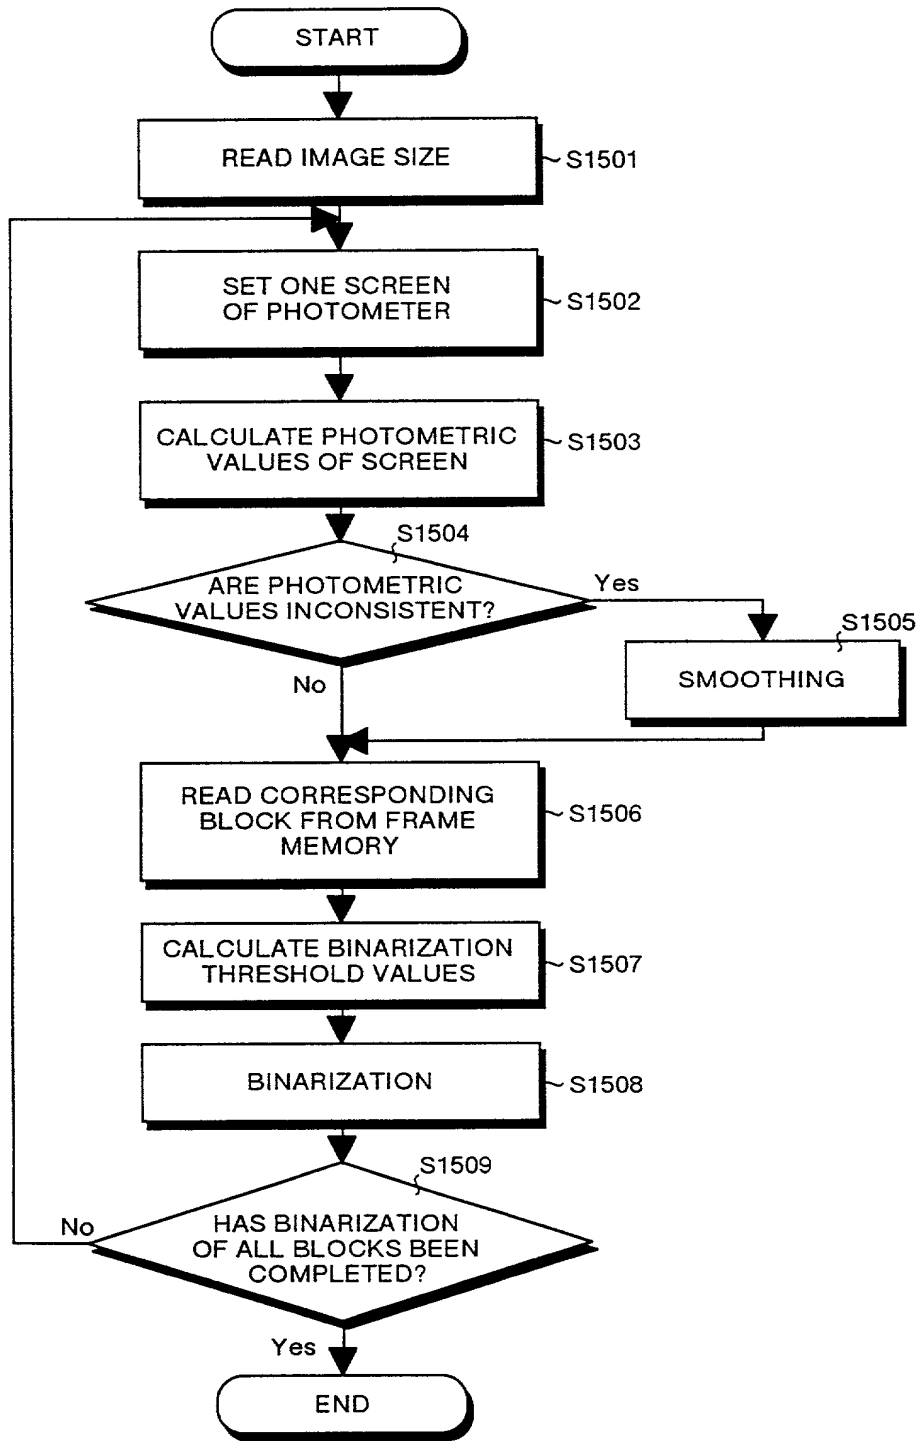 START
READ IMAGE SIZE
S1501
SET ONE SCREEN
OF PHOTOMETER
S1502
CALCULATE PHOTOMETRIC
VALUES OF SCREEN
S1503
S1504
ARE PHOTOMETRIC
VALUES INCONSISTENT?
Yes
S1505
SMOOTHING
No
READ CORRESPONDING
BLOCK FROM FRAME
MEMORY
S1506
CALCULATE BINARIZATION
THRESHOLD VALUES
S1507
BINARIZATION
S1508
S1509
No
HAS BINARIZATION
OF ALL BLOCKS BEEN
COMPLETED?
Yes
END